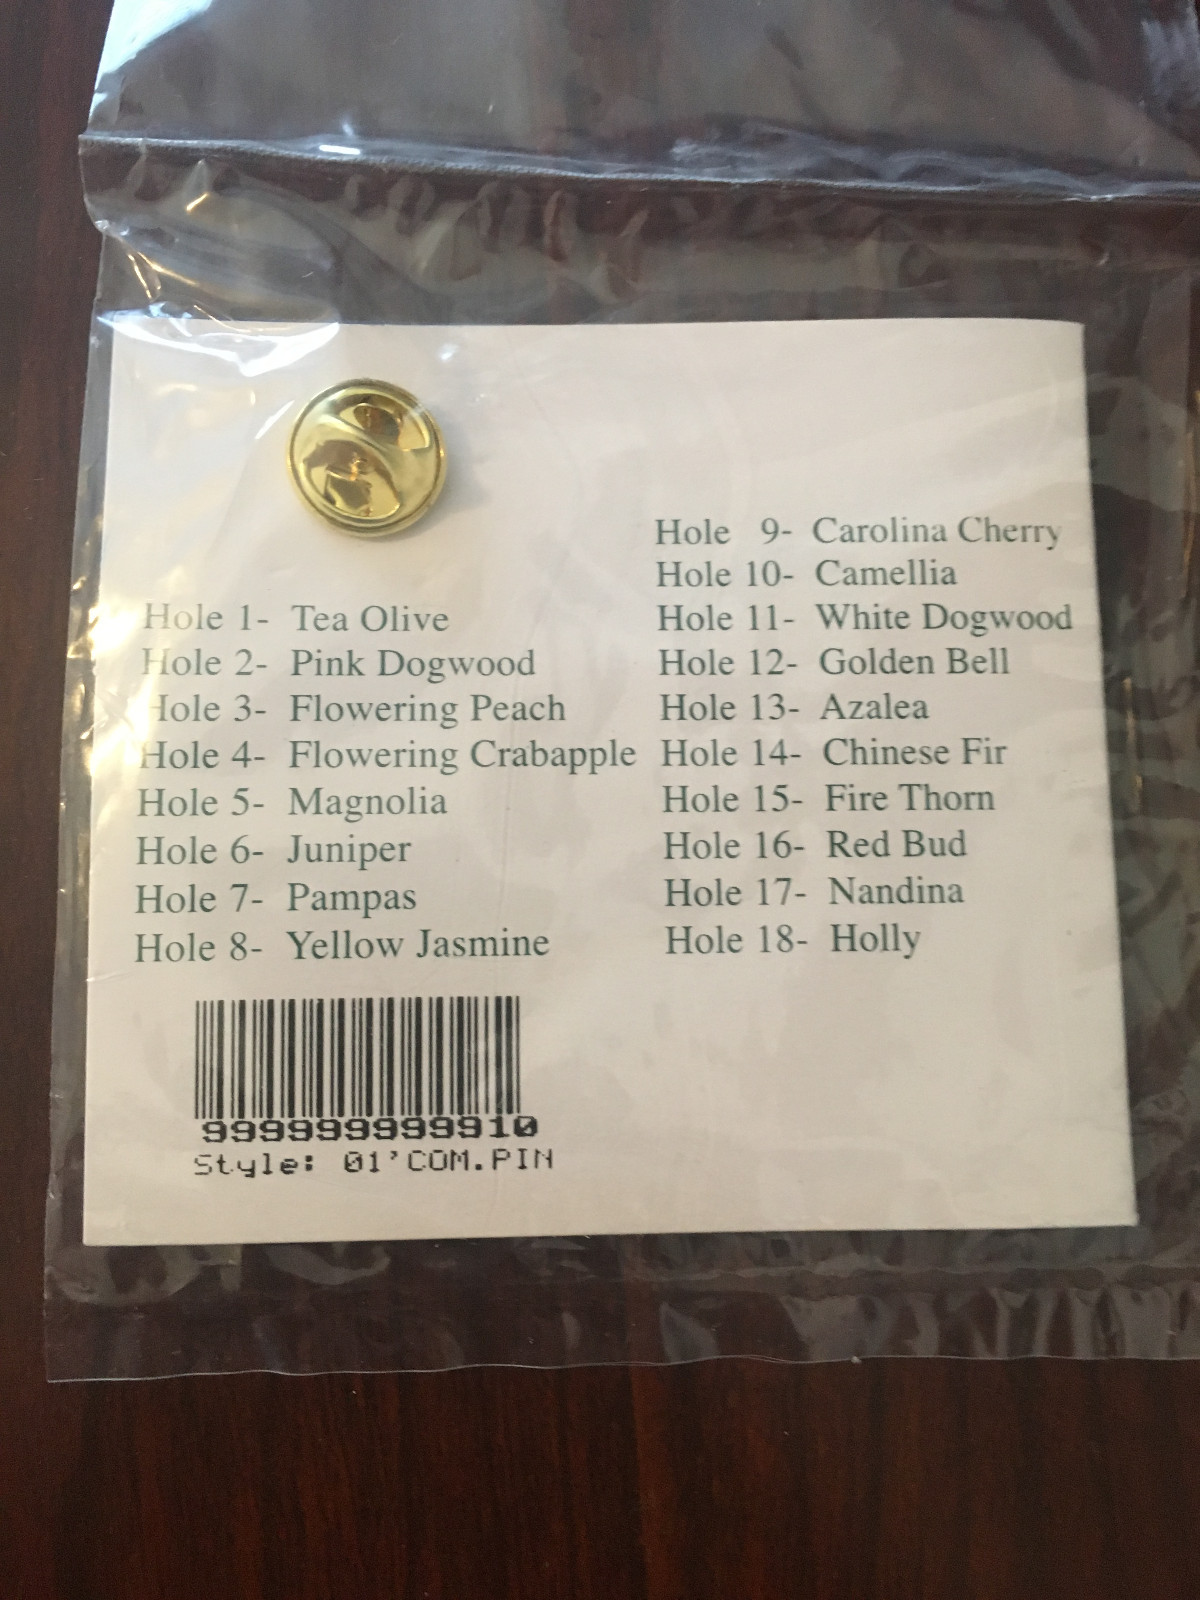 Hole 1- Tea Olive
Hole 2- Pink Dogwood
Hole 3- Flowering Peach
Hole 4- Flowering Crabapple
Hole 5- Magnolia
Hole 6- Juniper
Hole 7- Pampas
Hole 8- Yellow Jasmine
Hole 9- Carolina Cherry
Hole 10- Camellia
Hole 11- White Dogwood
Hole 12- Golden Bell
Hole 13- Azalea
Hole 14- Chinese Fir
Hole 15- Fire Thorn
Hole 16- Red Bud
Hole 17- Nandina
Hole 18- Holly
999999999910
Style: 01'COM.PIN